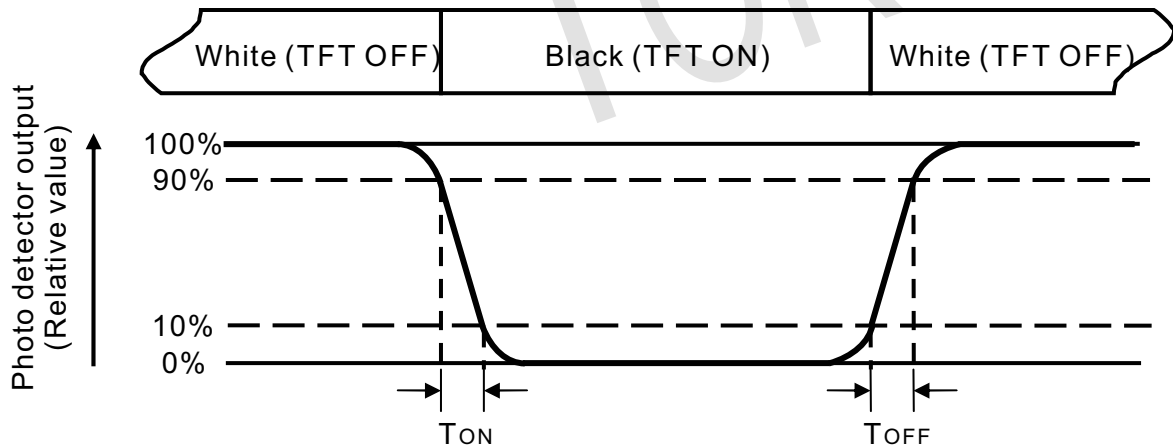 White (TFT OFF)
Black (TFT ON)
White (TFT OFF)
Photo detector output
(Relative value)
100%
90%
10%
0%
TON
TOFF